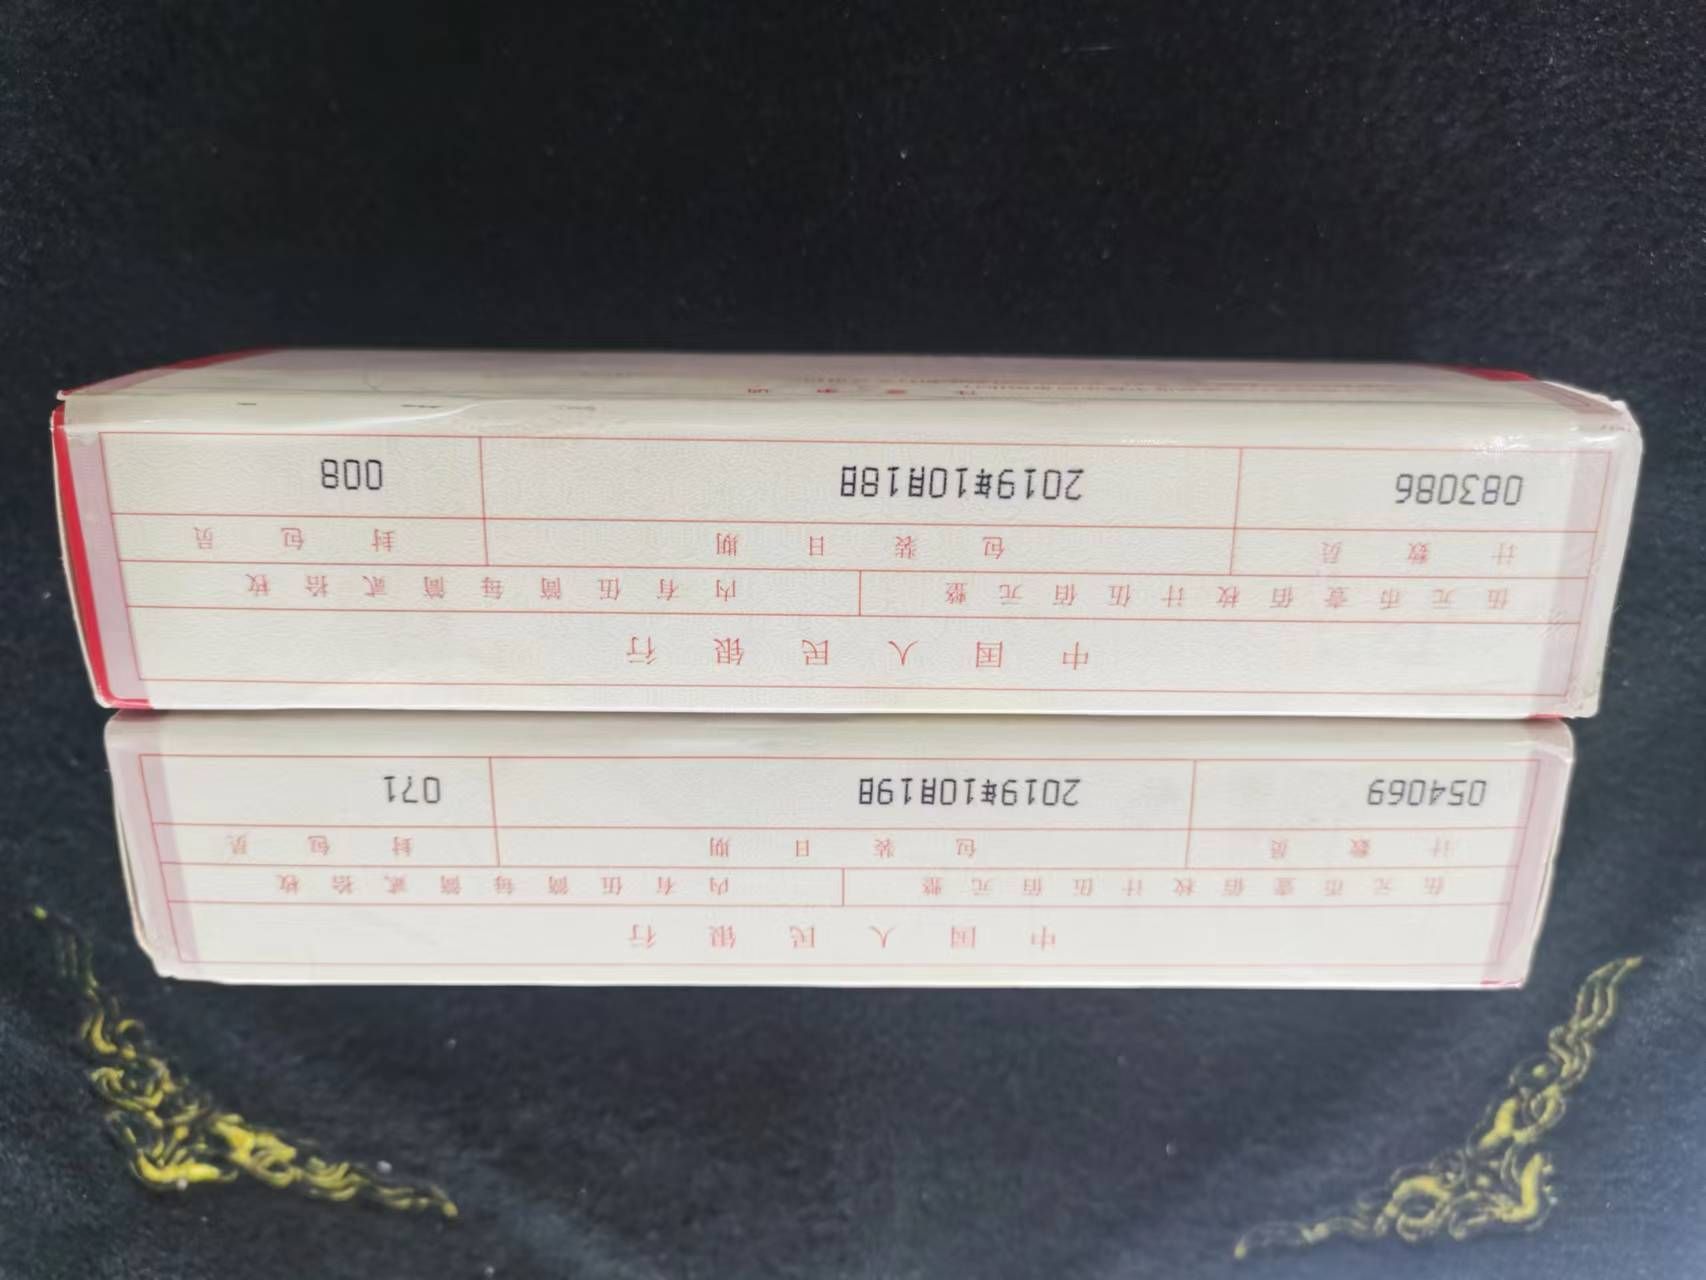 中国人民银行
伍元币壹佰枚计伍佰元整 内有伍筒每筒贰拾枚
计数员 包装日期 封包员
054069 2019年10月19日 071
中国人民银行
伍元币壹佰枚计伍佰元整 内有伍筒每筒贰拾枚
计数员 包装日期 封包员
083086 2019年10月18日 008